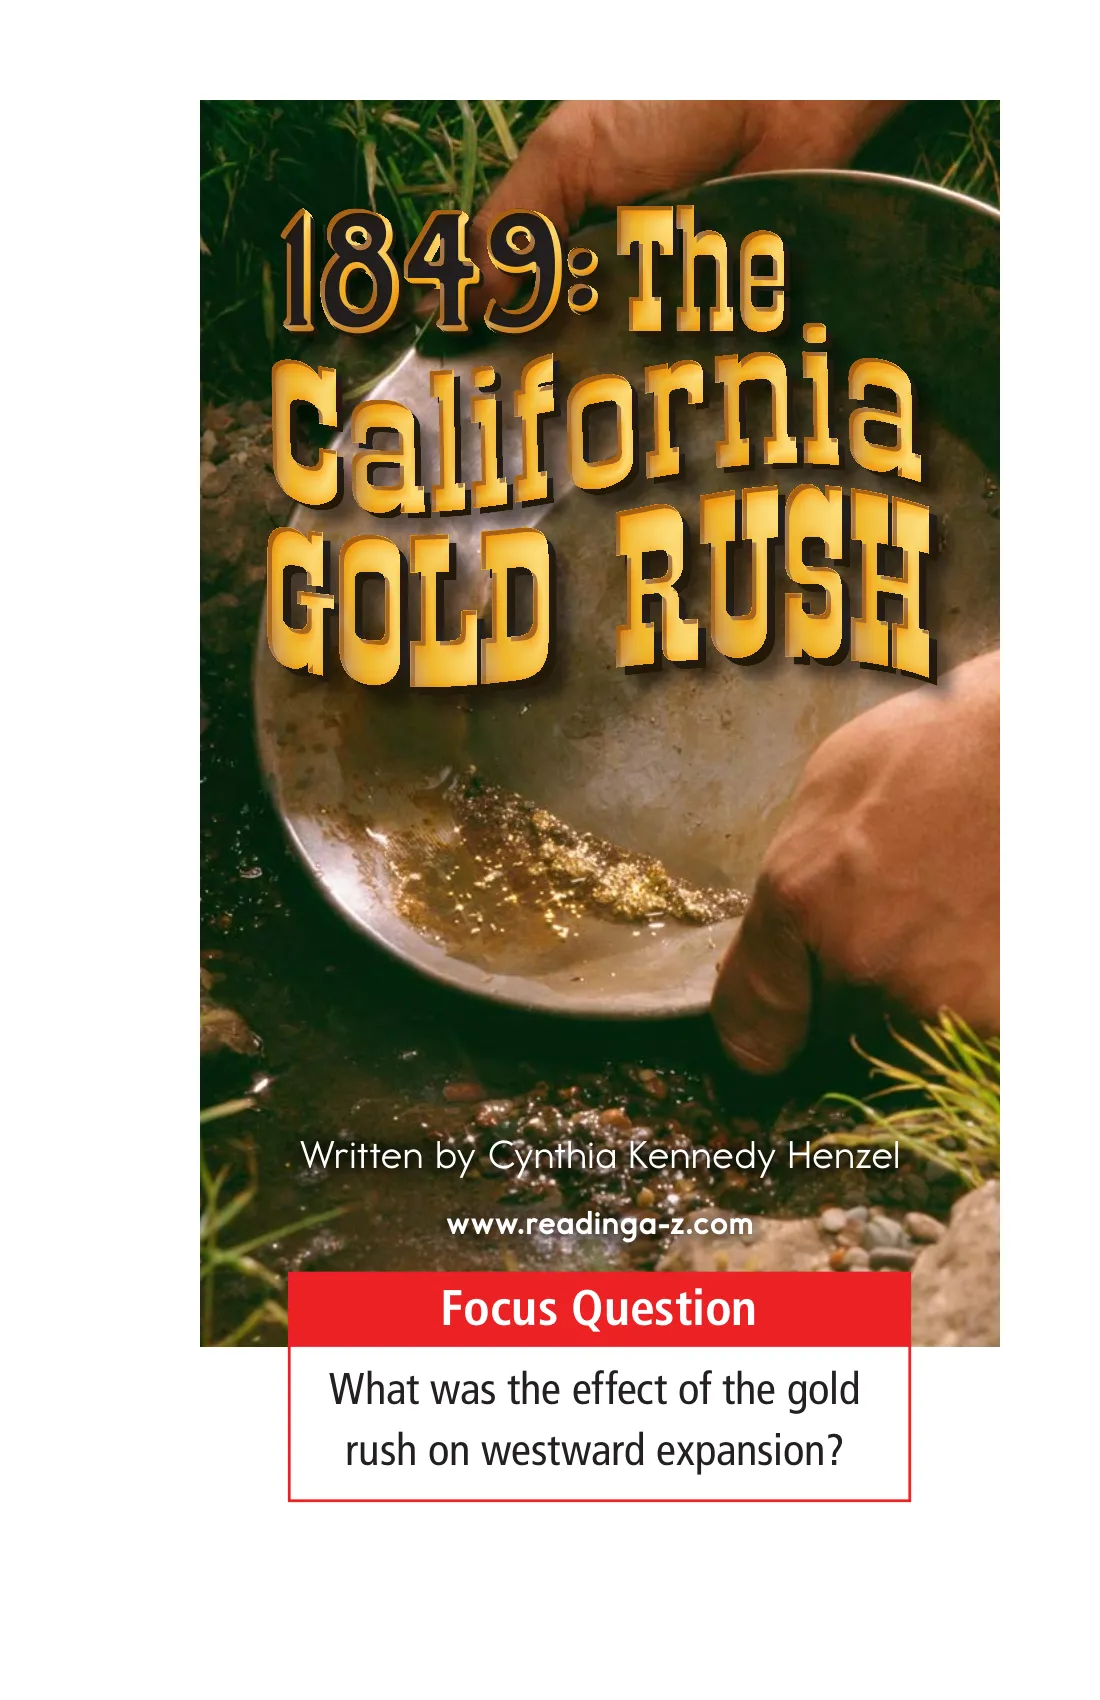 1849: The
California
GOLD RUSH
Written by Cynthia Kennedy Henzel
www.readinga-z.com
Focus Question
What was the effect of the gold
rush on westward expansion?